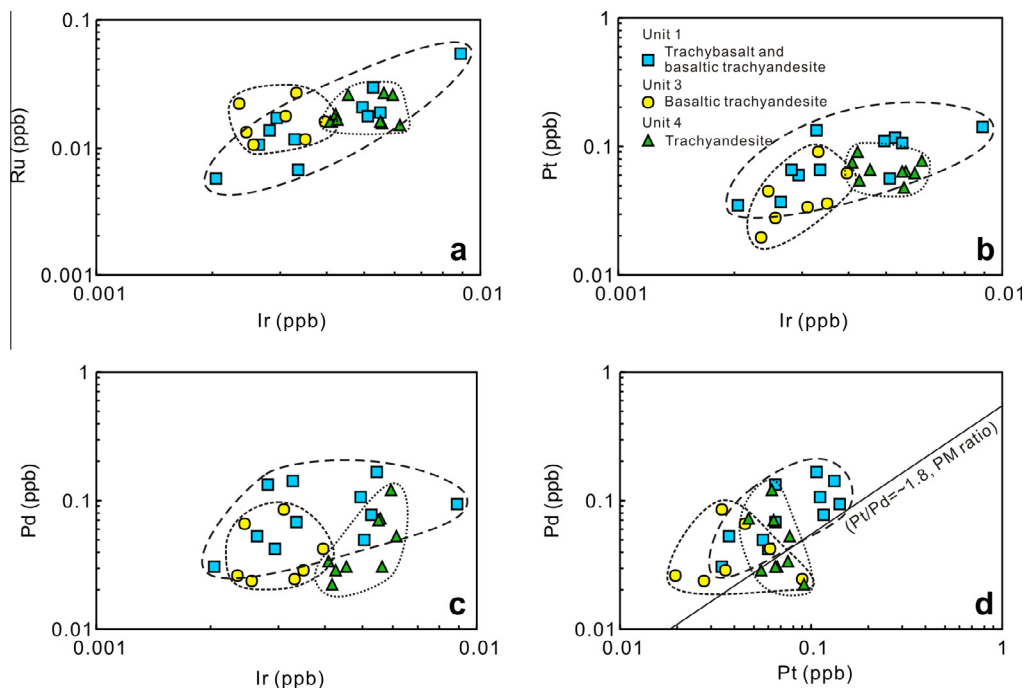 0.1
0.01
0.001
Ru (ppb)
0.001
0.01
Ir (ppb)
a
1
0.1
0.01
Pt (ppb)
Unit 1
Trachybasalt and
basaltic trachyandesite
Unit 3
Basaltic trachyandesite
Unit 4
Trachyandesite
0.001
0.01
Ir (ppb)
b
1
0.1
0.01
Pd (ppb)
0.001
0.01
Ir (ppb)
c
1
0.1
0.01
Pd (ppb)
(Pt/Pd=~1.8, PM ratio)
0.01
0.1
1
Pt (ppb)
d